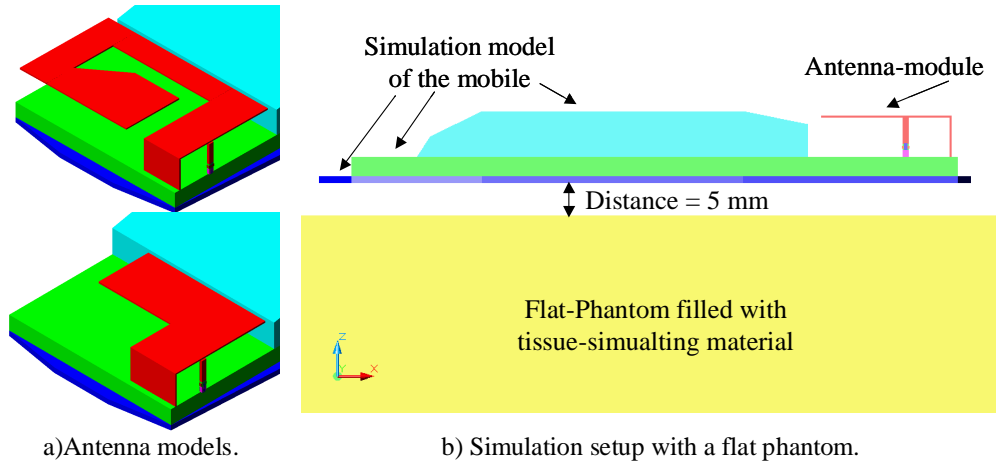 Simulation model
of the mobile
Antenna-module
Distance = 5 mm
Flat-Phantom filled with
tissue-simualting material
Z
Y
X
a)Antenna models.
b) Simulation setup with a flat phantom.